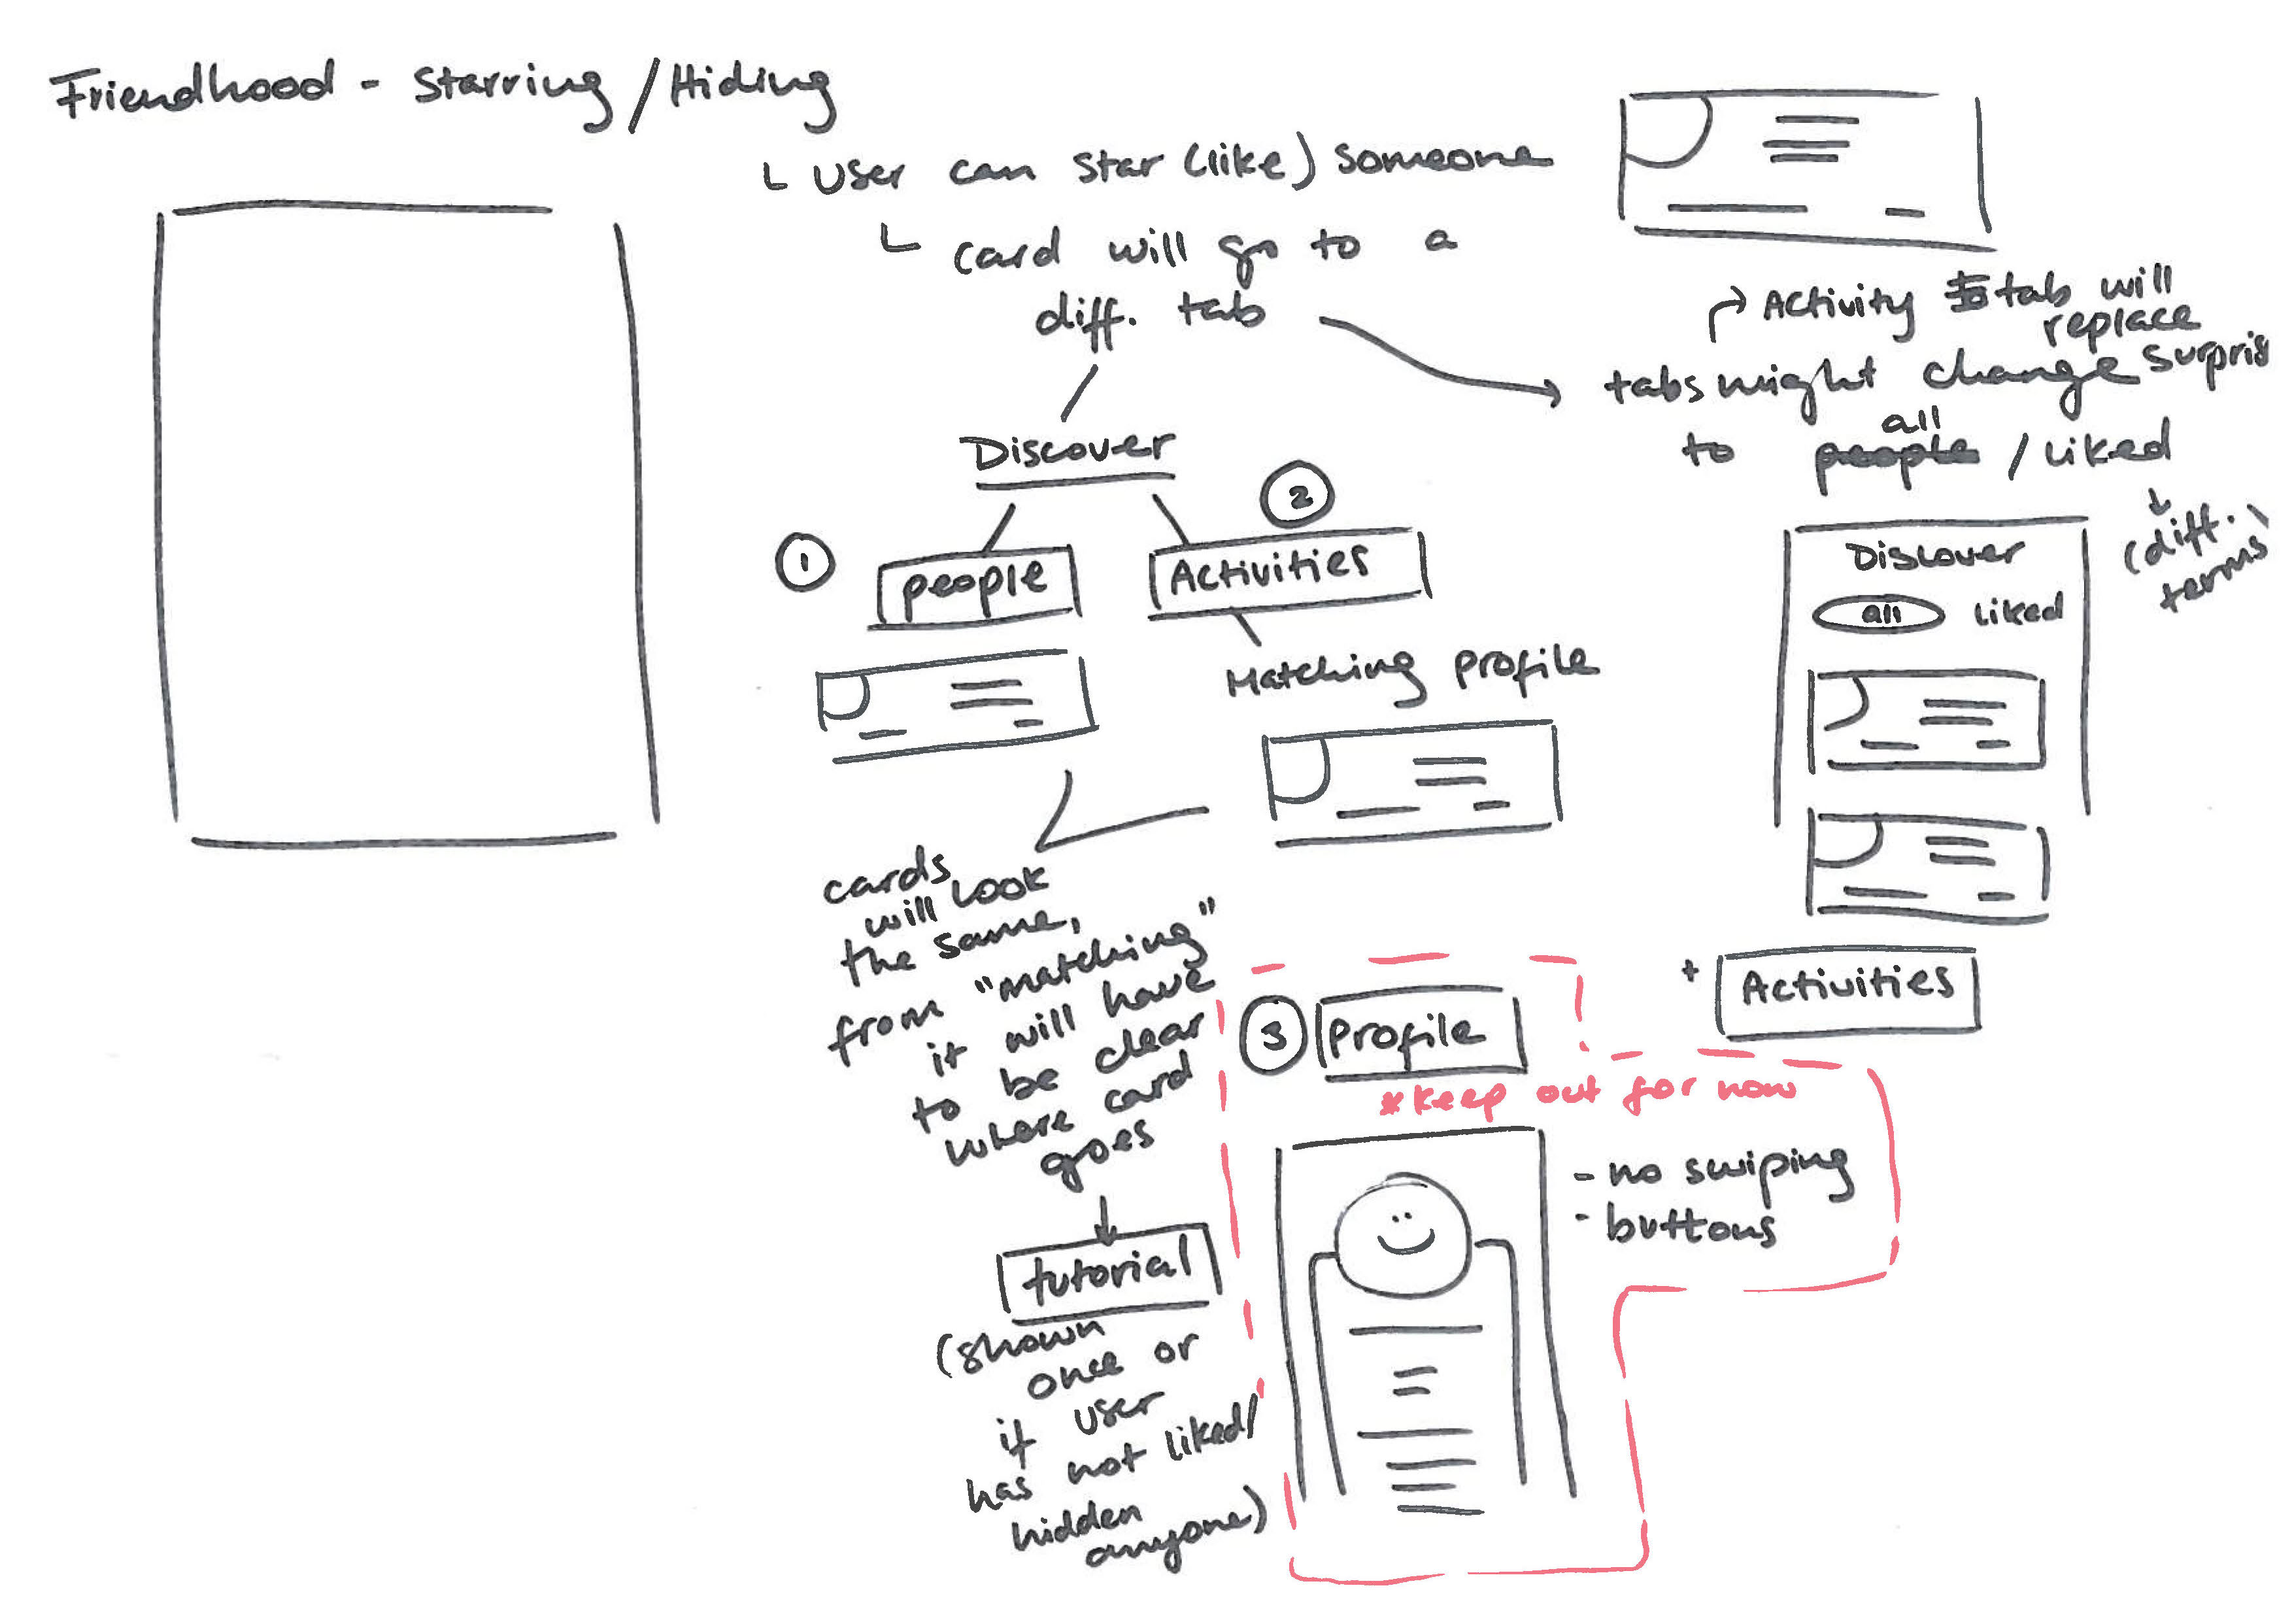 Friendhood - Starring/Hiding
user can star (like) someone
card will go to a
diff. tab
Activity tab will
replace
tabs might change surpris
all
to people / liked
(diff.
terms)
Discover
1
2
people
Activities
Matching profile
cards
will look
the same,
from "matching"
it will have
to be clear
where card
goes
tutorial
(shown
once or
if user
has not liked/
hidden
anyone)
Discover
all liked
+ Activities
3 Profile
*keep out for now
- no swiping
- buttons